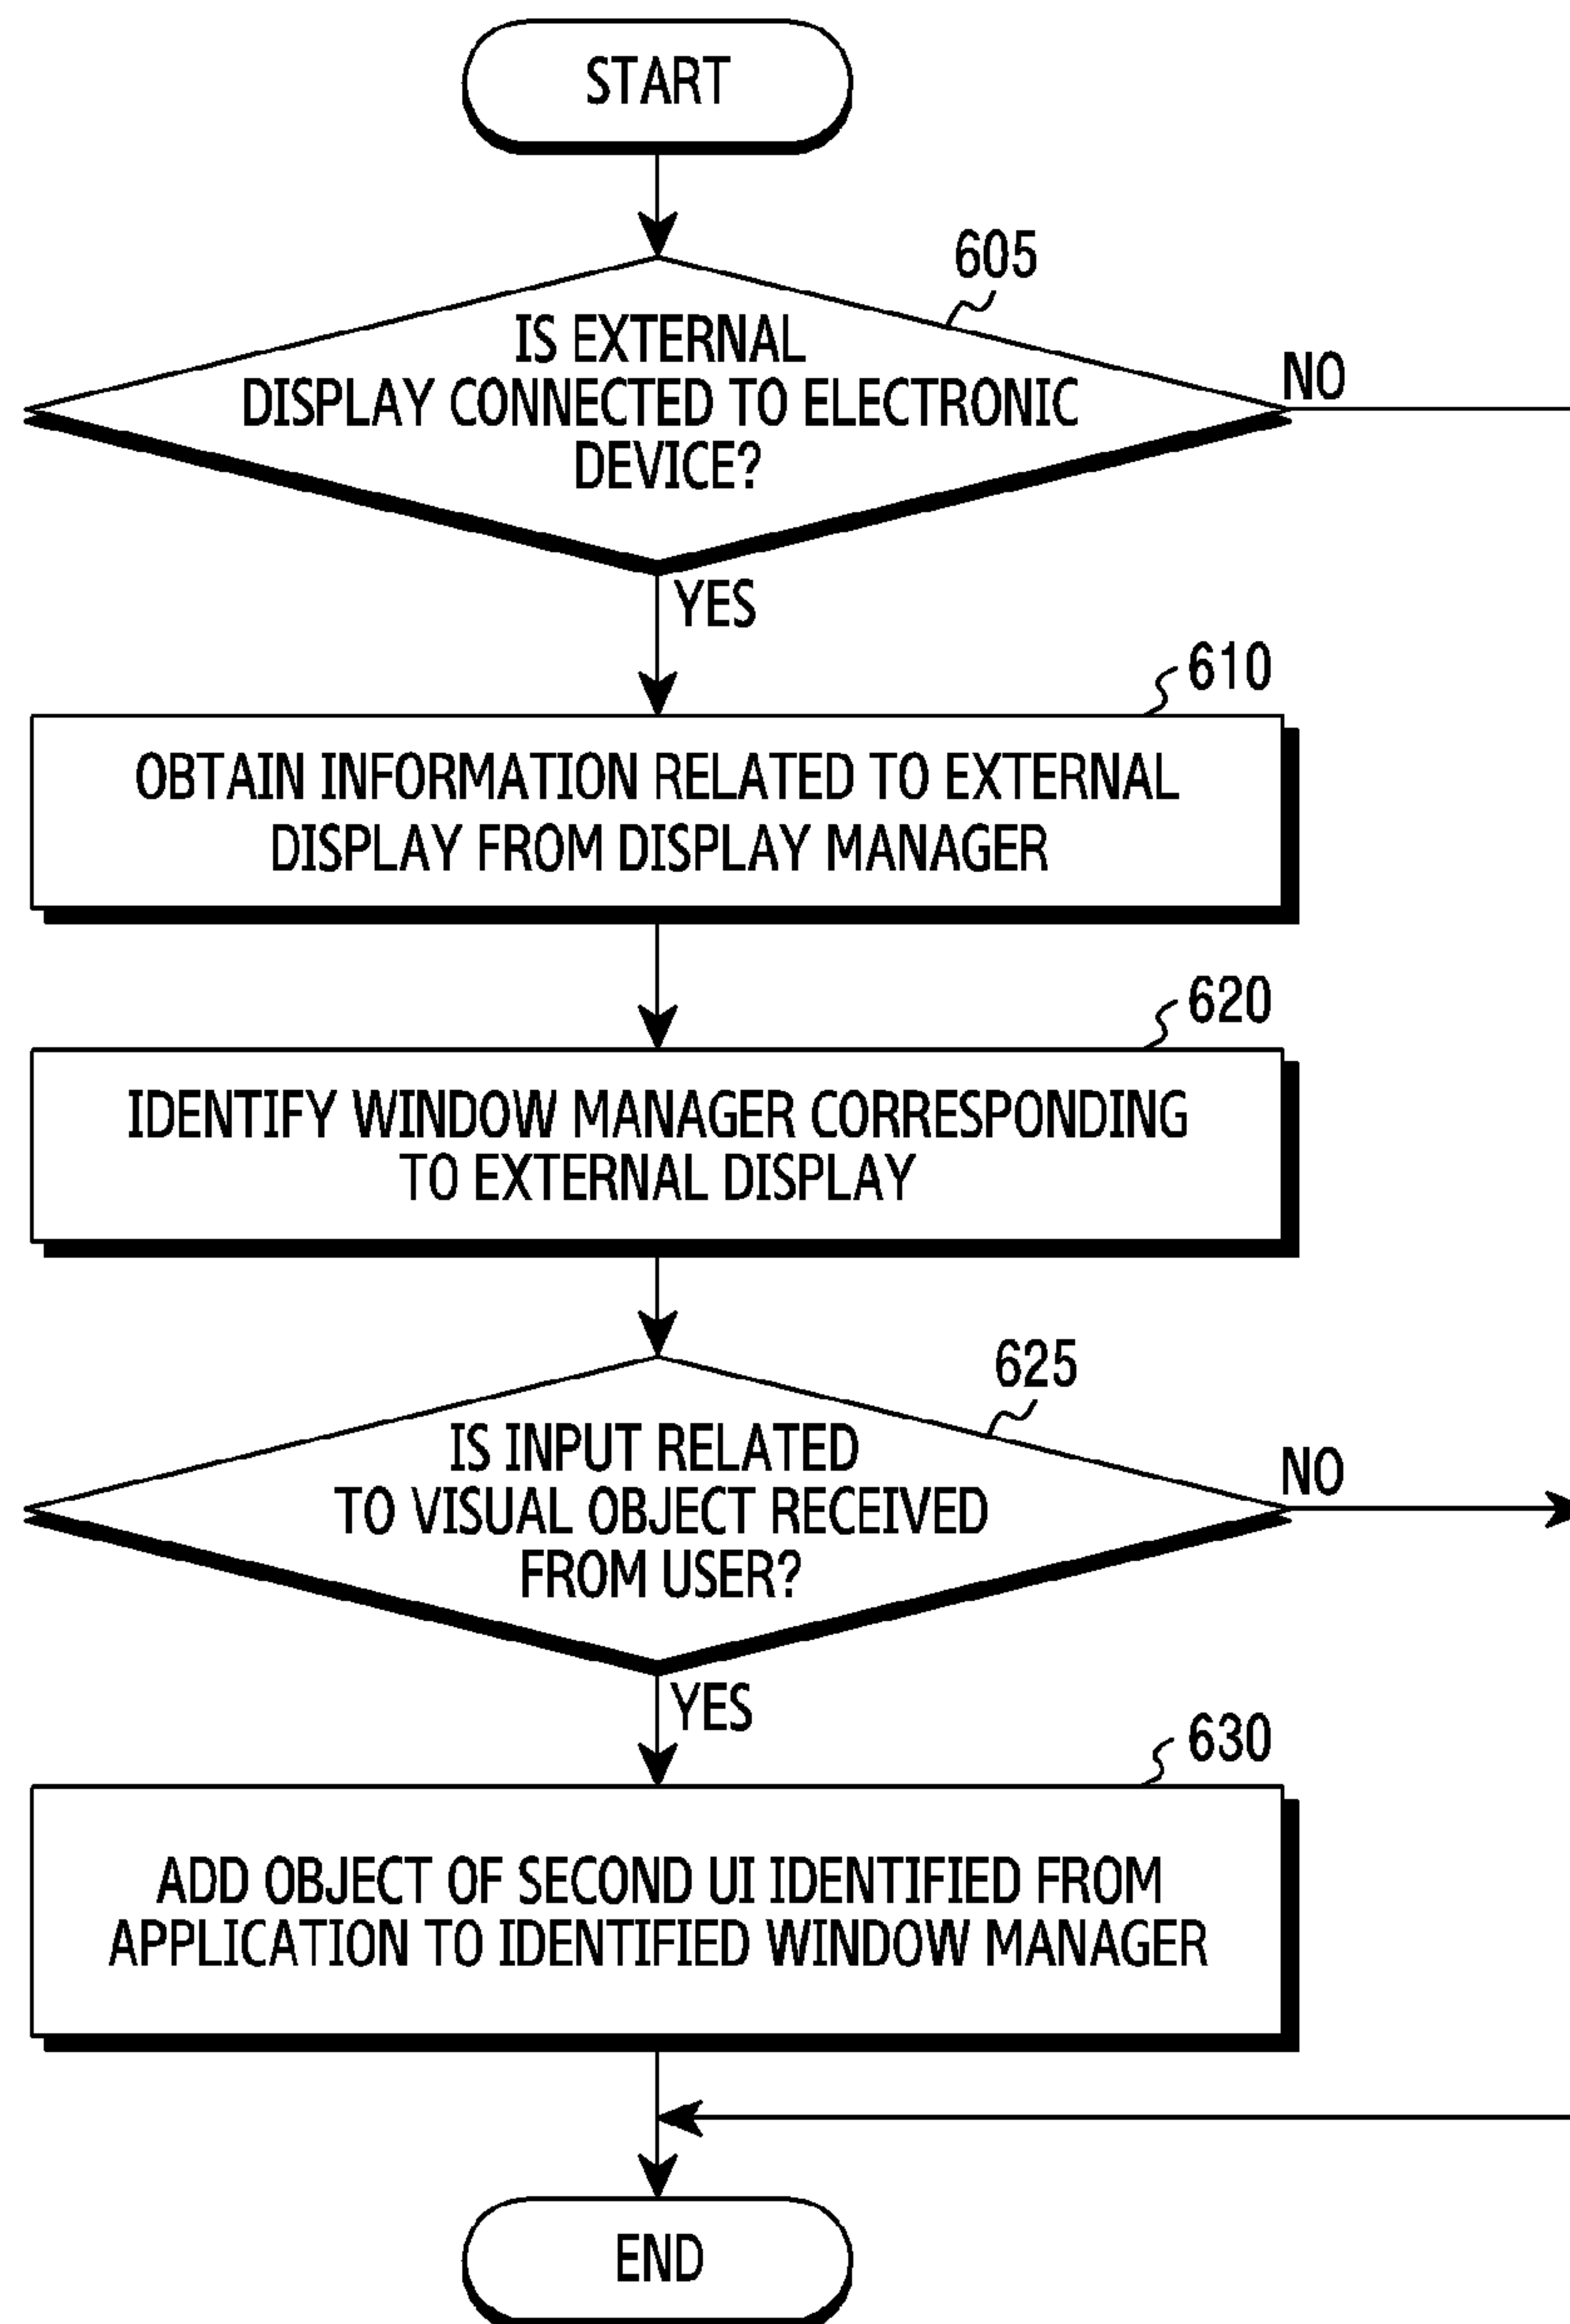 START
605
IS EXTERNAL
DISPLAY CONNECTED TO ELECTRONIC
DEVICE?
NO
YES
610
OBTAIN INFORMATION RELATED TO EXTERNAL
DISPLAY FROM DISPLAY MANAGER
620
IDENTIFY WINDOW MANAGER CORRESPONDING
TO EXTERNAL DISPLAY
625
IS INPUT RELATED
TO VISUAL OBJECT RECEIVED
FROM USER?
NO
YES
630
ADD OBJECT OF SECOND UI IDENTIFIED FROM
APPLICATION TO IDENTIFIED WINDOW MANAGER
END